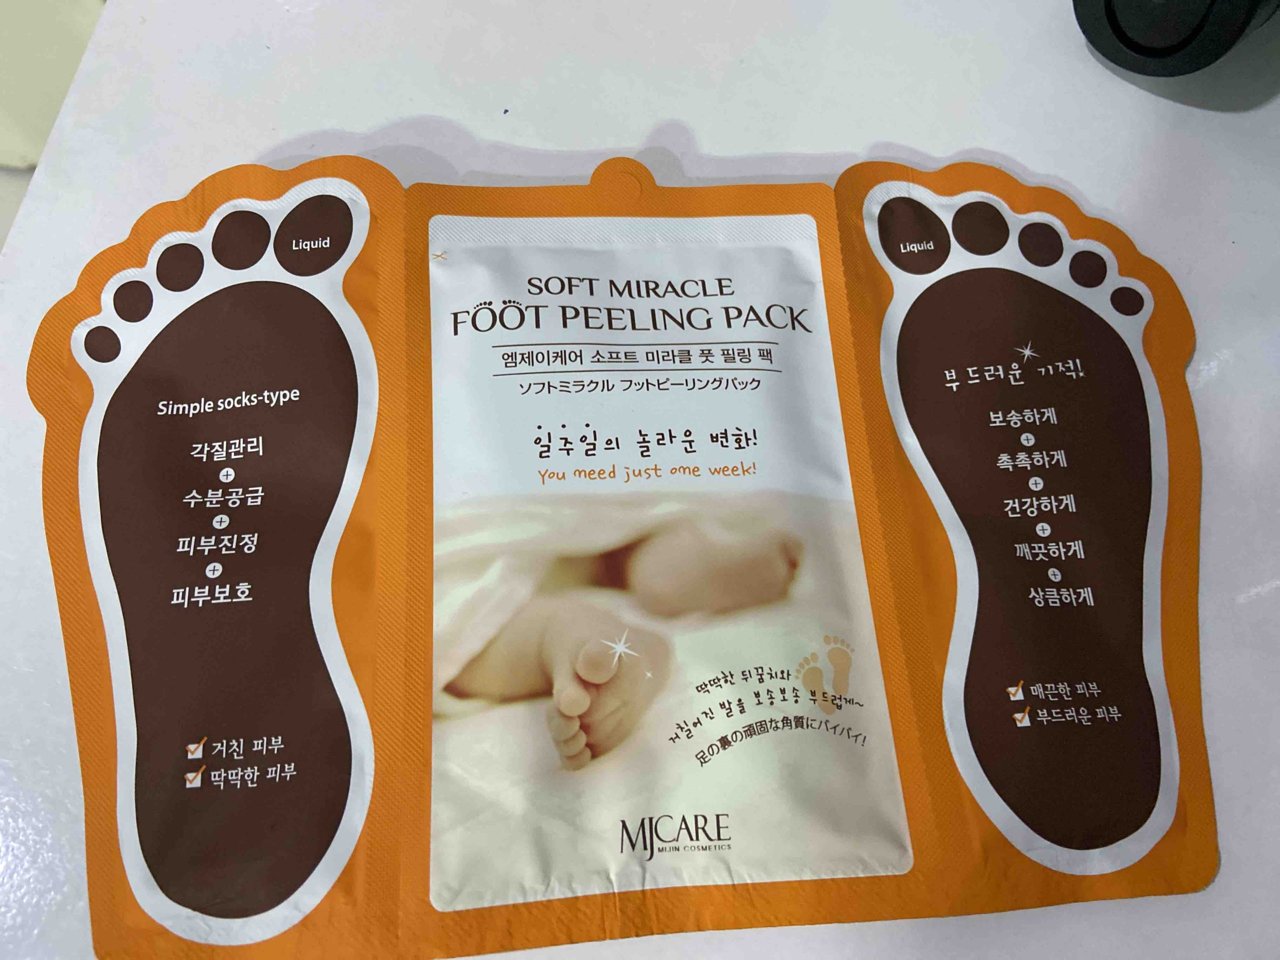 Liquid
Simple socks-type
각질관리
+
수분공급
+
피부진정
+
피부보호
거친 피부
딱딱한 피부
SOFT MIRACLE
FOOT PEELING PACK
엠제이케어 소프트 미라클 풋 필링 팩
ソフトミラクル フットピーリングパック
일주일의 놀라운 변화!
You need just one week!
딱딱한 뒤꿈치와
거칠어진 발을 보송보송 부드럽게~
足の裏の頑固な角質にバイバイ!
MJCARE
MIJIN COSMETICS
Liquid
부드러운 기적!
보송하게
+
촉촉하게
+
건강하게
+
깨끗하게
+
상큼하게
매끈한 피부
부드러운 피부